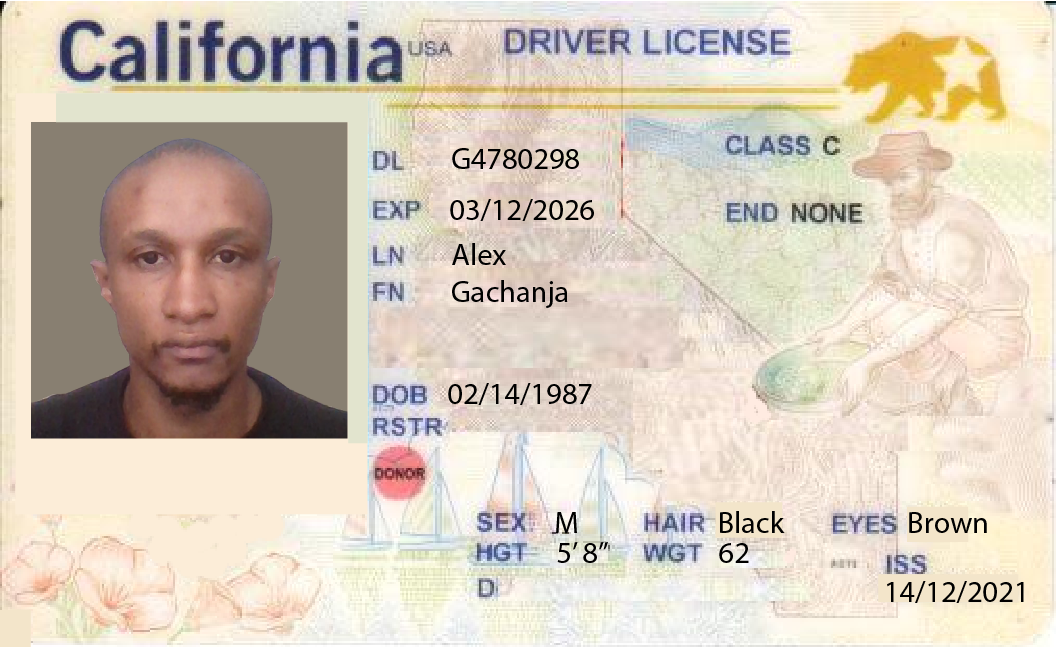 California USA DRIVER LICENSE
DL G4780298
CLASS C
EXP 03/12/2026
END NONE
LN Alex
FN Gachanja
DOB 02/14/1987
RSTR
DONOR
SEX M HAIR Black EYES Brown
HGT 5'8" WGT 62
ISS
D
14/12/2021